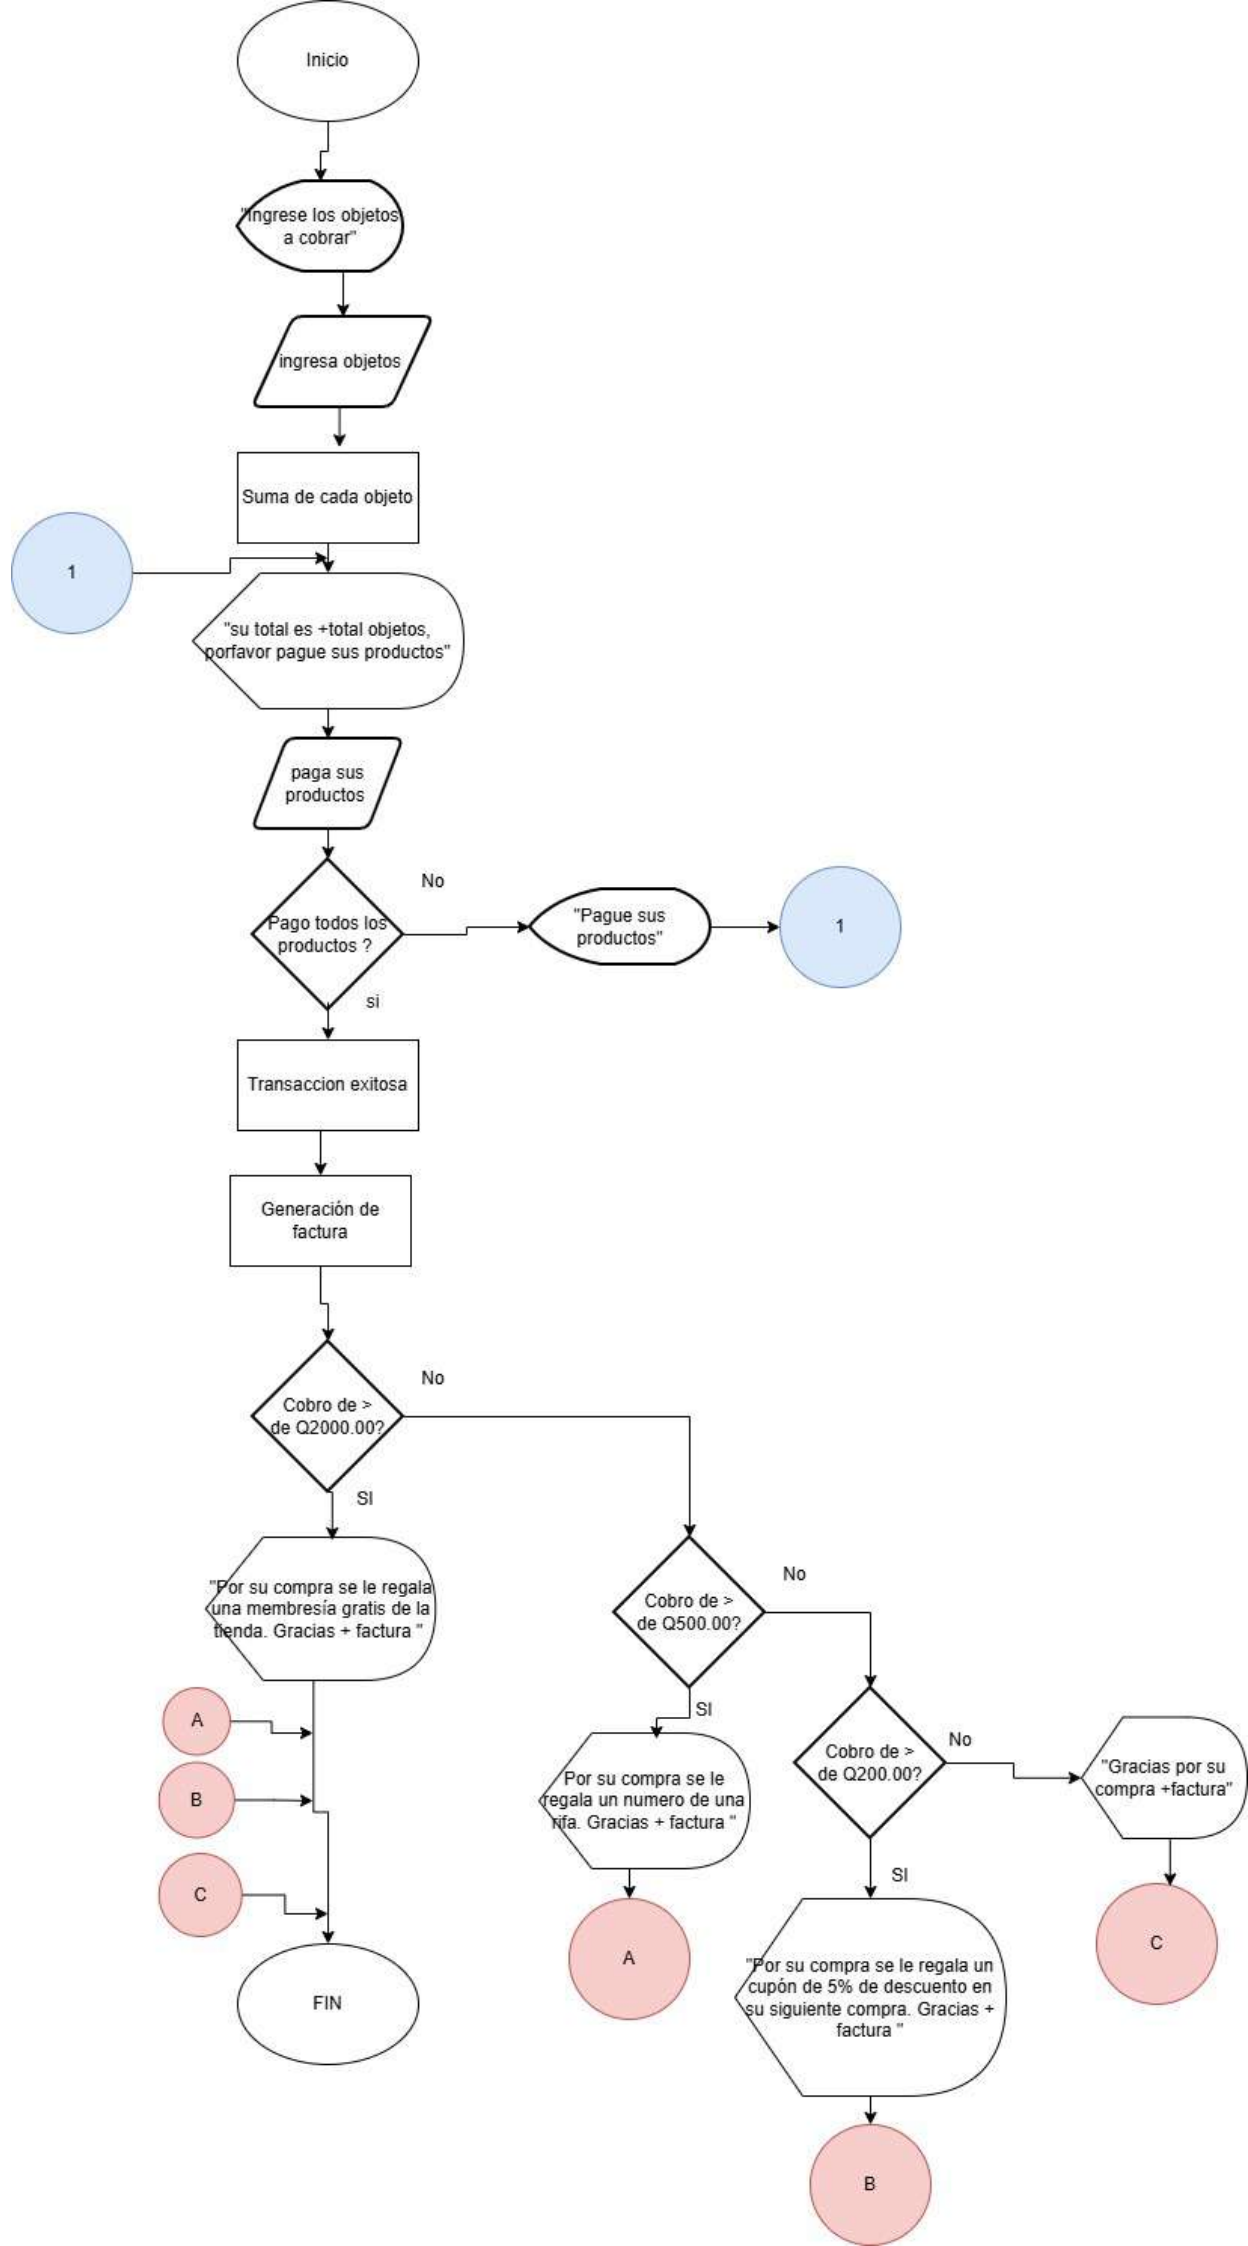 Inicio
"Ingrese los objetos
a cobrar"
ingresa objetos
Suma de cada objeto
1
"su total es +total objetos,
porfavor pague sus productos"
paga sus
productos
Pago todos los
productos ?
No
"Pague sus
productos"
1
si
Transaccion exitosa
Generación de
factura
Cobro de >
de Q2000.00?
No
SI
"Por su compra se le regala
una membresía gratis de la
tienda. Gracias + factura "
A
B
C
FIN
Cobro de >
de Q500.00?
No
SI
Por su compra se le
regala un numero de una
rifa. Gracias + factura "
A
Cobro de >
de Q200.00?
No
"Gracias por su
compra +factura"
C
SI
"Por su compra se le regala un
cupón de 5% de descuento en
su siguiente compra. Gracias +
factura "
B